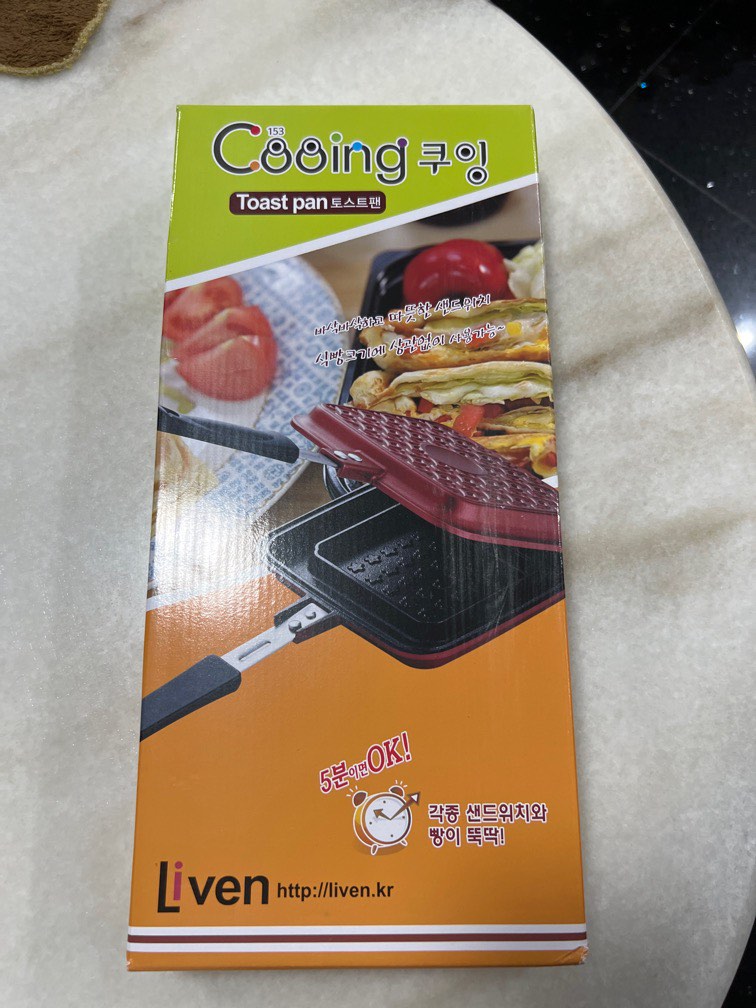 153
Cooing 쿠잉
Toast pan 토스트팬
바삭바삭하고 따뜻한 샌드위치
식빵크기에 상관없이 사용가능~
5분이면 OK!
각종 샌드위치와
빵이 뚝딱!
Liven http://liven.kr